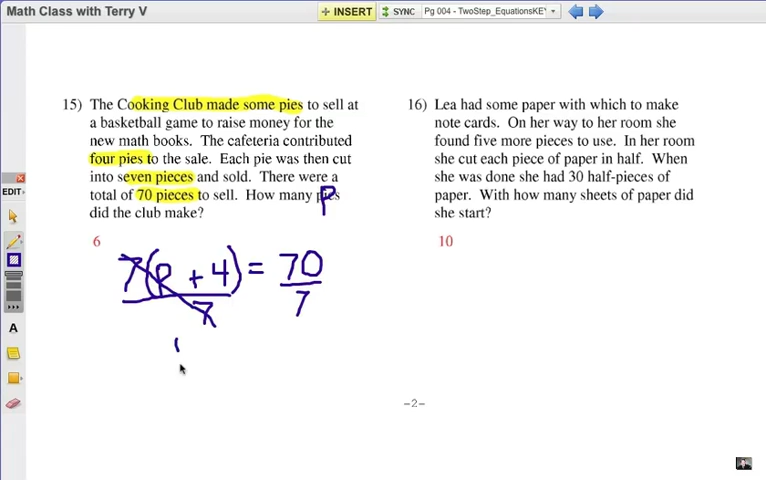 Math Class with Terry V
INSERT
SYNC
Pg 004 - TwoStep_EquationsKEY
EDIT
A
15) The Cooking Club made some pies to sell at
a basketball game to raise money for the
new math books. The cafeteria contributed
four pies to the sale. Each pie was then cut
into seven pieces and sold. There were a
total of 70 pieces to sell. How many pies
did the club make?
P
6
7(P + 4) = 70
7 7
16) Lea had some paper with which to make
note cards. On her way to her room she
found five more pieces to use. In her room
she cut each piece of paper in half. When
she was done she had 30 half-pieces of
paper. With how many sheets of paper did
she start?
10
-2-